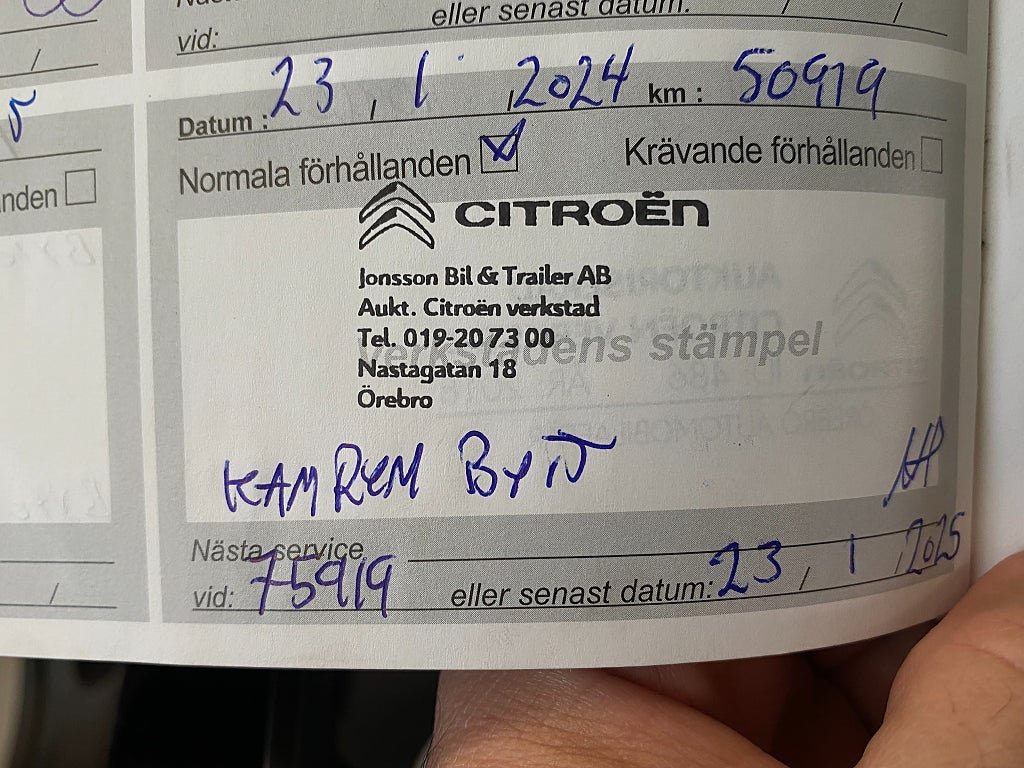 eller senast datum:
vid: / /
Datum : 23 , 1 , 2024 km : 50919
Normala förhållanden Krävande förhållanden
nden
CITROËN
Jonsson Bil & Trailer AB
Aukt. Citroën verkstad
Tel. 019-20 73 00
verkstadens stämpel
Nastagatan 18
Örebro
KAMREM BYTT
Nästa service
vid: 75919 eller senast datum: 23 / 1 / 2025